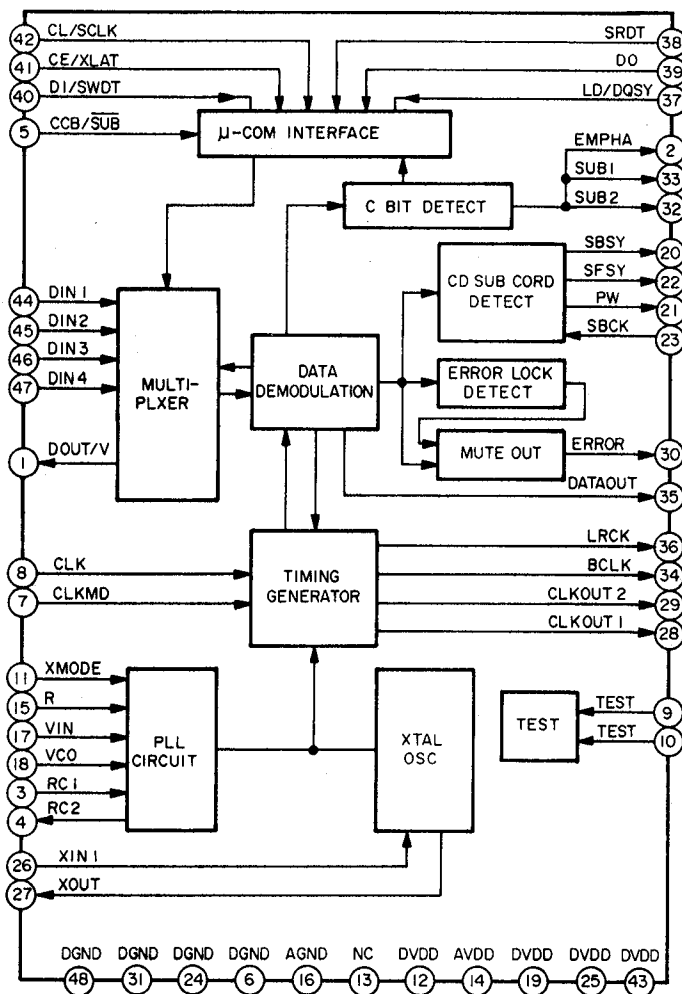 42 CL/SCLK
41 CE/XLAT
40 DI/SWDT
5 CCB/SUB
SRDT 38
DO 39
LD/DQSY 37
μ-COM INTERFACE
EMPHA 2
SUB1 33
SUB2 32
C BIT DETECT
44 DIN1
45 DIN2
46 DIN3
47 DIN4
1 DOUT/V
MULTI-
PLXER
DATA
DEMODULATION
CD SUB CORD
DETECT
SBSY 20
SFSY 22
PW 21
SBCK 23
ERROR LOCK
DETECT
MUTE OUT
ERROR 30
DATAOUT 35
8 CLK
7 CLKMD
TIMING
GENERATOR
LRCK 36
BCLK 34
CLKOUT2 29
CLKOUT1 28
11 XMODE
15 R
17 VIN
18 VCO
3 RC1
4 RC2
PLL
CIRCUIT
XTAL
OSC
TEST
TEST 9
TEST 10
26 XIN1
27 XOUT
DGND DGND DGND DGND AGND NC DVDD AVDD DVDD DVDD DVDD
48 31 24 6 16 13 12 14 19 25 43